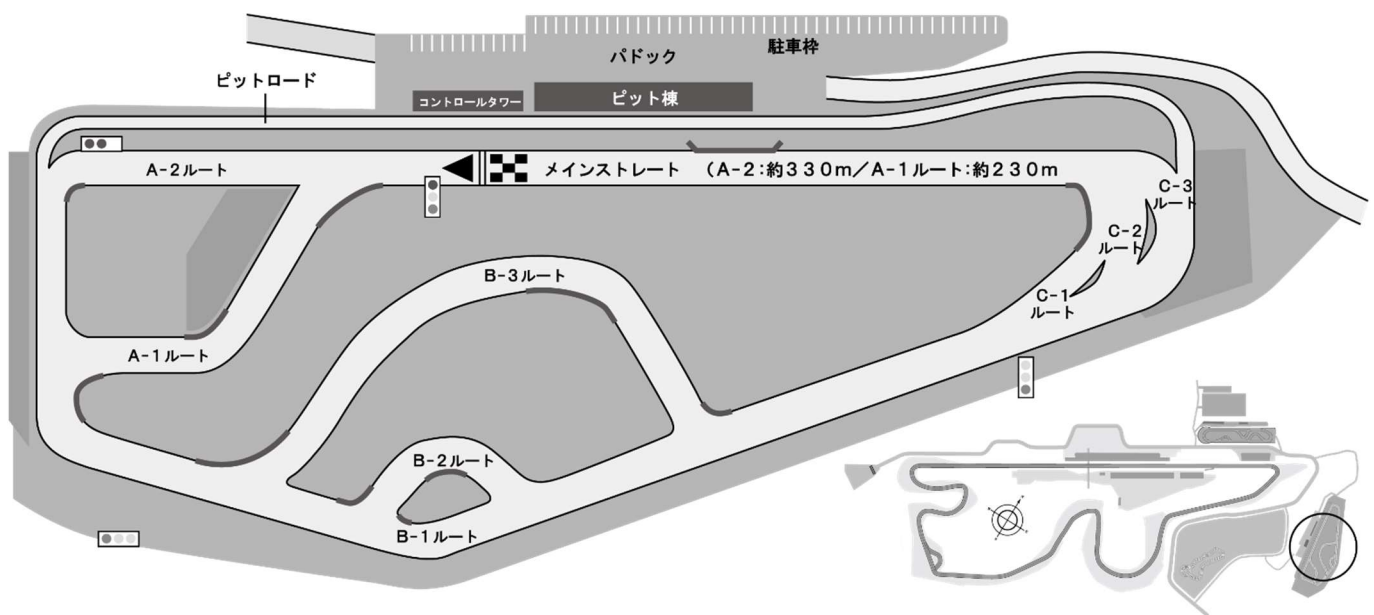 パドック
駐車枠
ピットロード
コントロールタワー
ピット棟
A-2ルート
メインストレート （A-2:約330m／A-1ルート:約230m
C-3
ルート
C-2
ルート
B-3ルート
C-1
ルート
A-1ルート
B-2ルート
B-1ルート